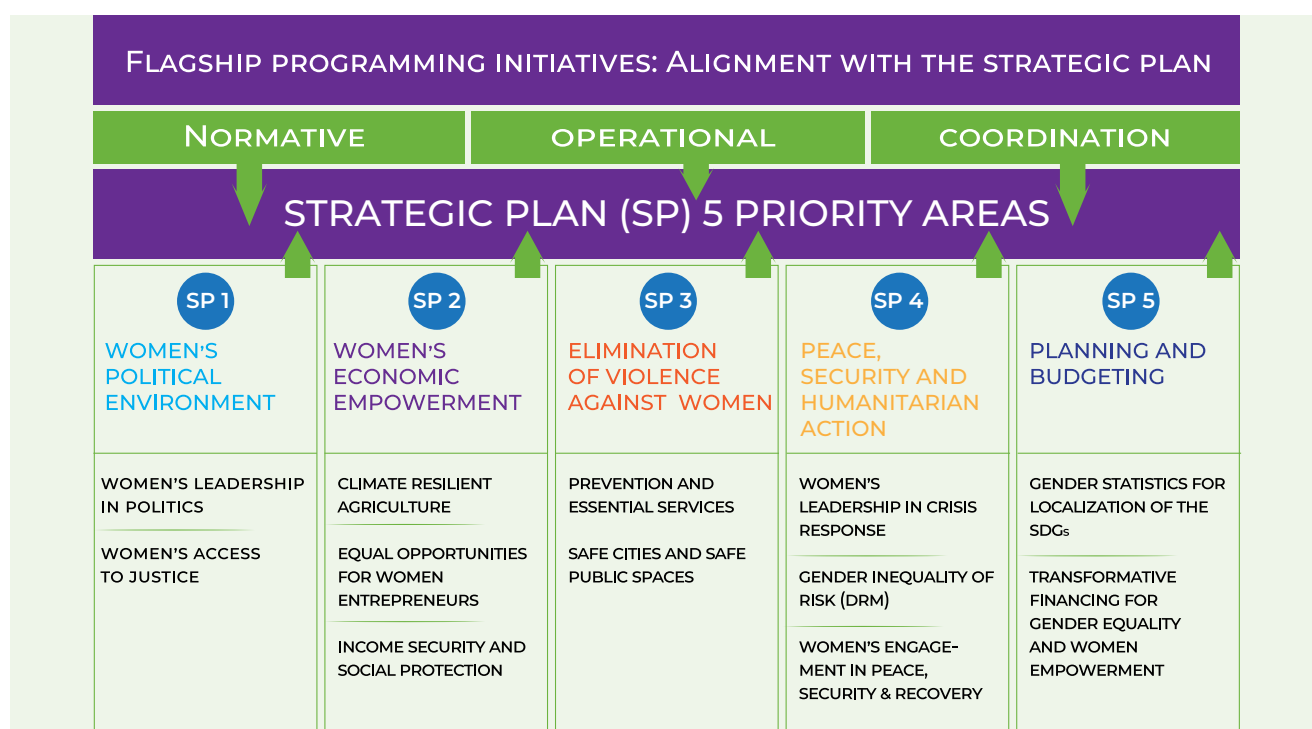 FLAGSHIP PROGRAMMING INITIATIVES: ALIGNMENT WITH THE STRATEGIC PLAN
NORMATIVE
OPERATIONAL
COORDINATION
STRATEGIC PLAN (SP) 5 PRIORITY AREAS
SP 1
WOMEN'S
POLITICAL
ENVIRONMENT
WOMEN'S LEADERSHIP
IN POLITICS
WOMEN'S ACCESS
TO JUSTICE
SP 2
WOMEN'S
ECONOMIC
EMPOWERMENT
CLIMATE RESILIENT
AGRICULTURE
EQUAL OPPORTUNITIES
FOR WOMEN
ENTREPRENEURS
INCOME SECURITY AND
SOCIAL PROTECTION
SP 3
ELIMINATION
OF VIOLENCE
AGAINST WOMEN
PREVENTION AND
ESSENTIAL SERVICES
SAFE CITIES AND SAFE
PUBLIC SPACES
SP 4
PEACE,
SECURITY AND
HUMANITARIAN
ACTION
WOMEN'S
LEADERSHIP IN CRISIS
RESPONSE
GENDER INEQUALITY OF
RISK (DRM)
WOMEN'S ENGAGE-
MENT IN PEACE,
SECURITY & RECOVERY
SP 5
PLANNING AND
BUDGETING
GENDER STATISTICS FOR
LOCALIZATION OF THE
SDGs
TRANSFORMATIVE
FINANCING FOR
GENDER EQUALITY
AND WOMEN
EMPOWERMENT